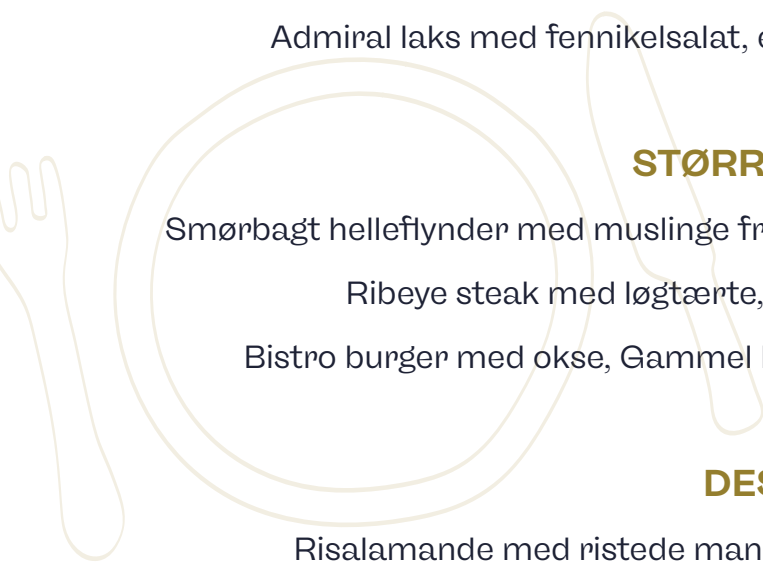 Admiral laks med fennikelsalat,
STØRR
Smørbagt helleflynder med muslinge fr
Ribeye steak med løgtærte,
Bistro burger med okse, Gammel
DES
Risalamande med ristede man